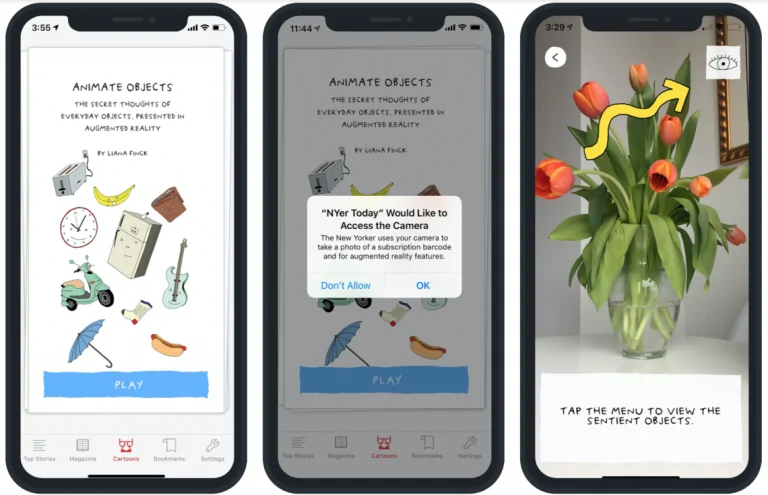 3:55
ANIMATE OBJECTS
THE SECRET THOUGHTS OF
EVERYDAY OBJECTS, PRESENTED IN
AUGMENTED REALITY
BY LIANA FINCK
PLAY
Top Stories
Magazine
Cartoons
Bookmarks
Settings
11:44
ANIMATE OBJECTS
THE SECRET THOUGHTS OF
EVERYDAY OBJECTS, PRESENTED IN
AUGMENTED REALITY
BY LIANA FINCK
“NYer Today” Would Like to
Access the Camera
The New Yorker uses your camera to
take a photo of a subscription barcode
and for augmented reality features.
Don't Allow
OK
PLAY
Top Stories
Magazine
Cartoons
Bookmarks
Settings
3:29
TAP THE MENU TO VIEW THE
SENTIENT OBJECTS.